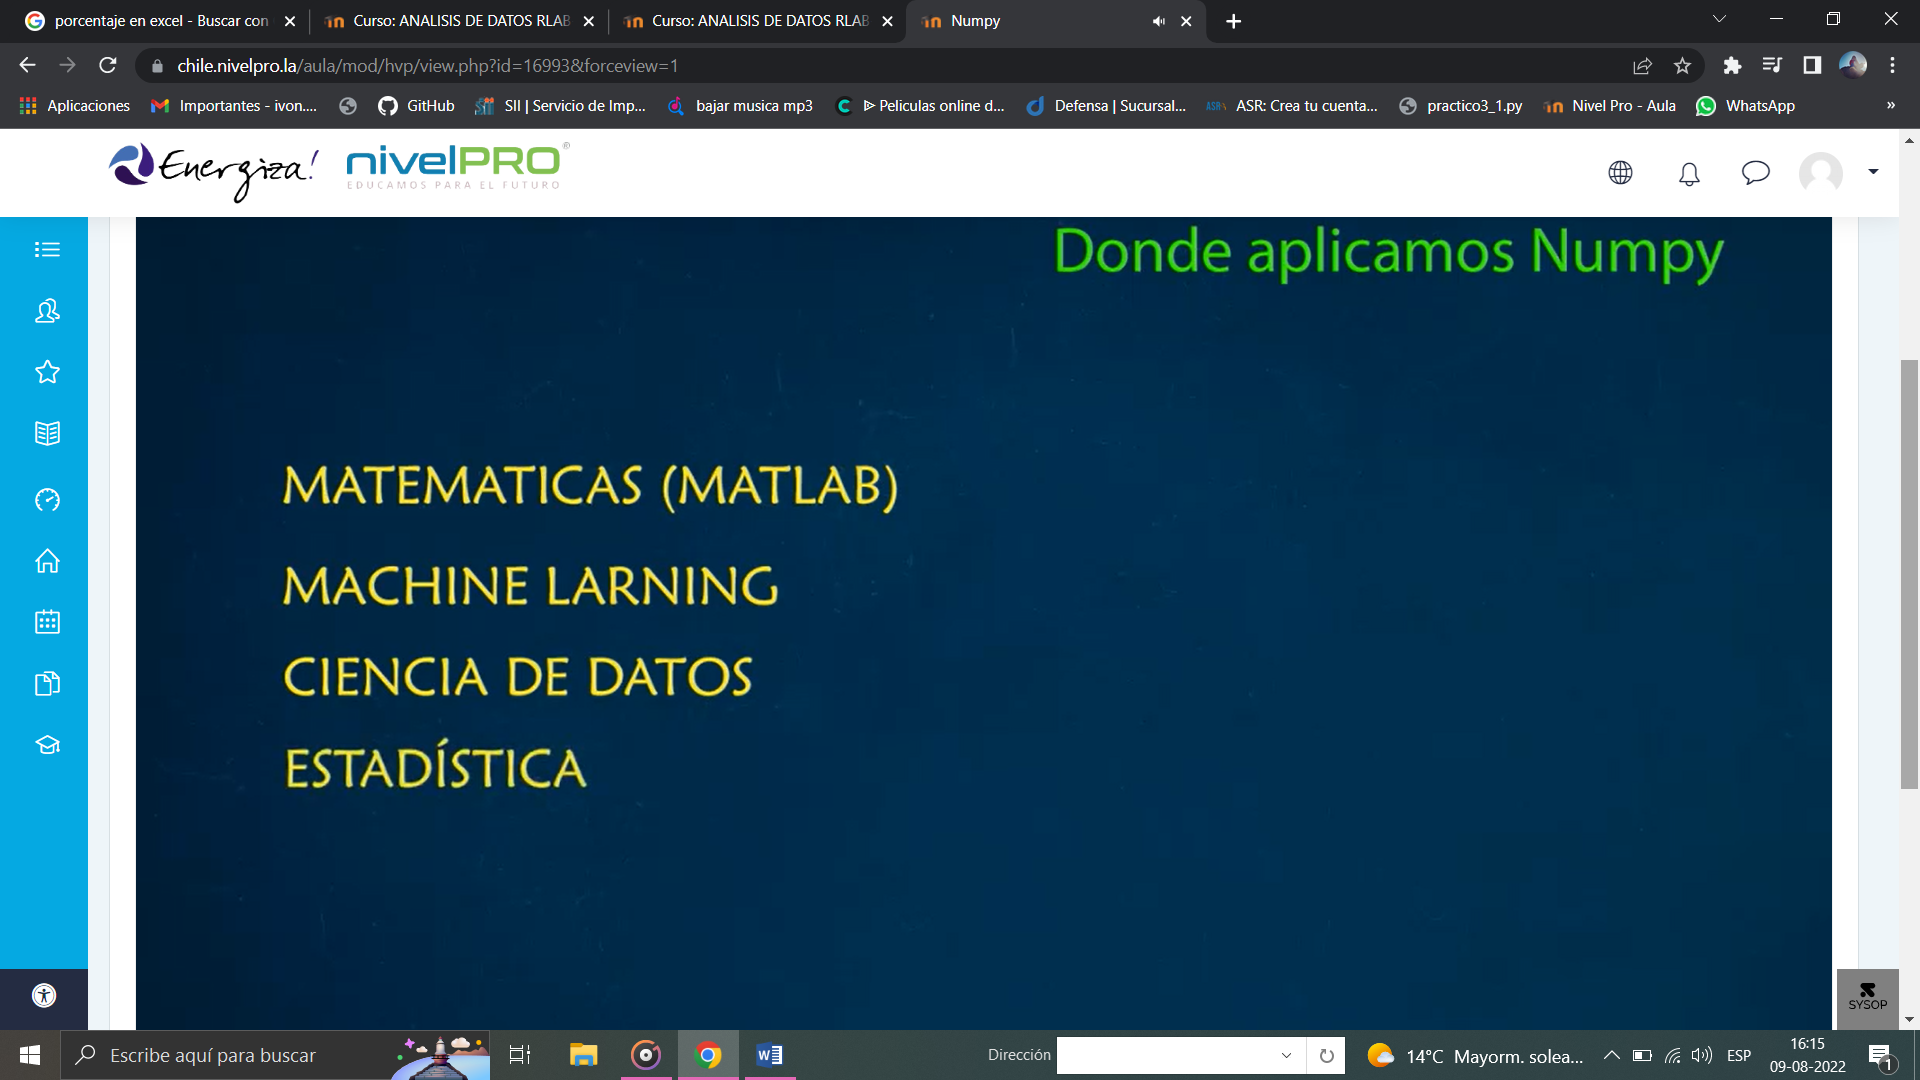 porcentaje en excel - Buscar con
Curso: ANALISIS DE DATOS RLAB
Curso: ANALISIS DE DATOS RLAB
Numpy
chile.nivelpro.la/aula/mod/hvp/view.php?id=16993&forceview=1
Aplicaciones
Importantes - ivon....
GitHub
SII | Servicio de Imp...
bajar musica mp3
ᐉ Peliculas online d...
Defensa | Sucursal...
ASR: Crea tu cuenta...
practico3_1.py
Nivel Pro - Aula
WhatsApp
»
Energiza!
nivelPRO®
EDUCAMOS PARA EL FUTURO
Donde aplicamos Numpy
MATEMATICAS (MATLAB)
MACHINE LARNING
CIENCIA DE DATOS
ESTADÍSTICA
SYSOP
Escribe aquí para buscar
Dirección
14°C Mayorm. solea...
ESP
16:15
09-08-2022
1